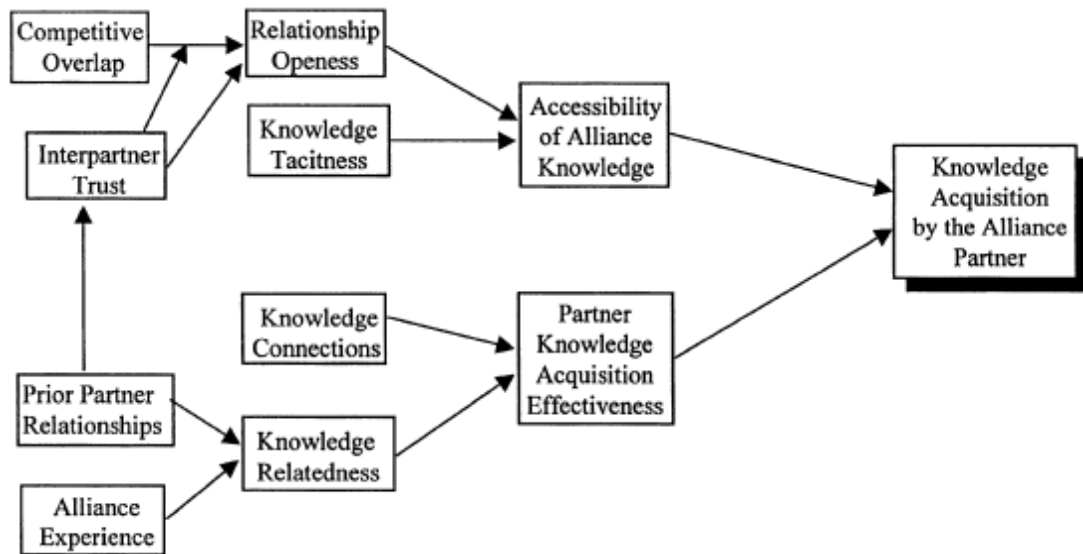 Competitive
Overlap
Relationship
Openess
Knowledge
Tacitness
Interpartner
Trust
Accessibility
of Alliance
Knowledge
Knowledge
Acquisition
by the Alliance
Partner
Knowledge
Connections
Partner
Knowledge
Acquisition
Effectiveness
Prior Partner
Relationships
Knowledge
Relatedness
Alliance
Experience